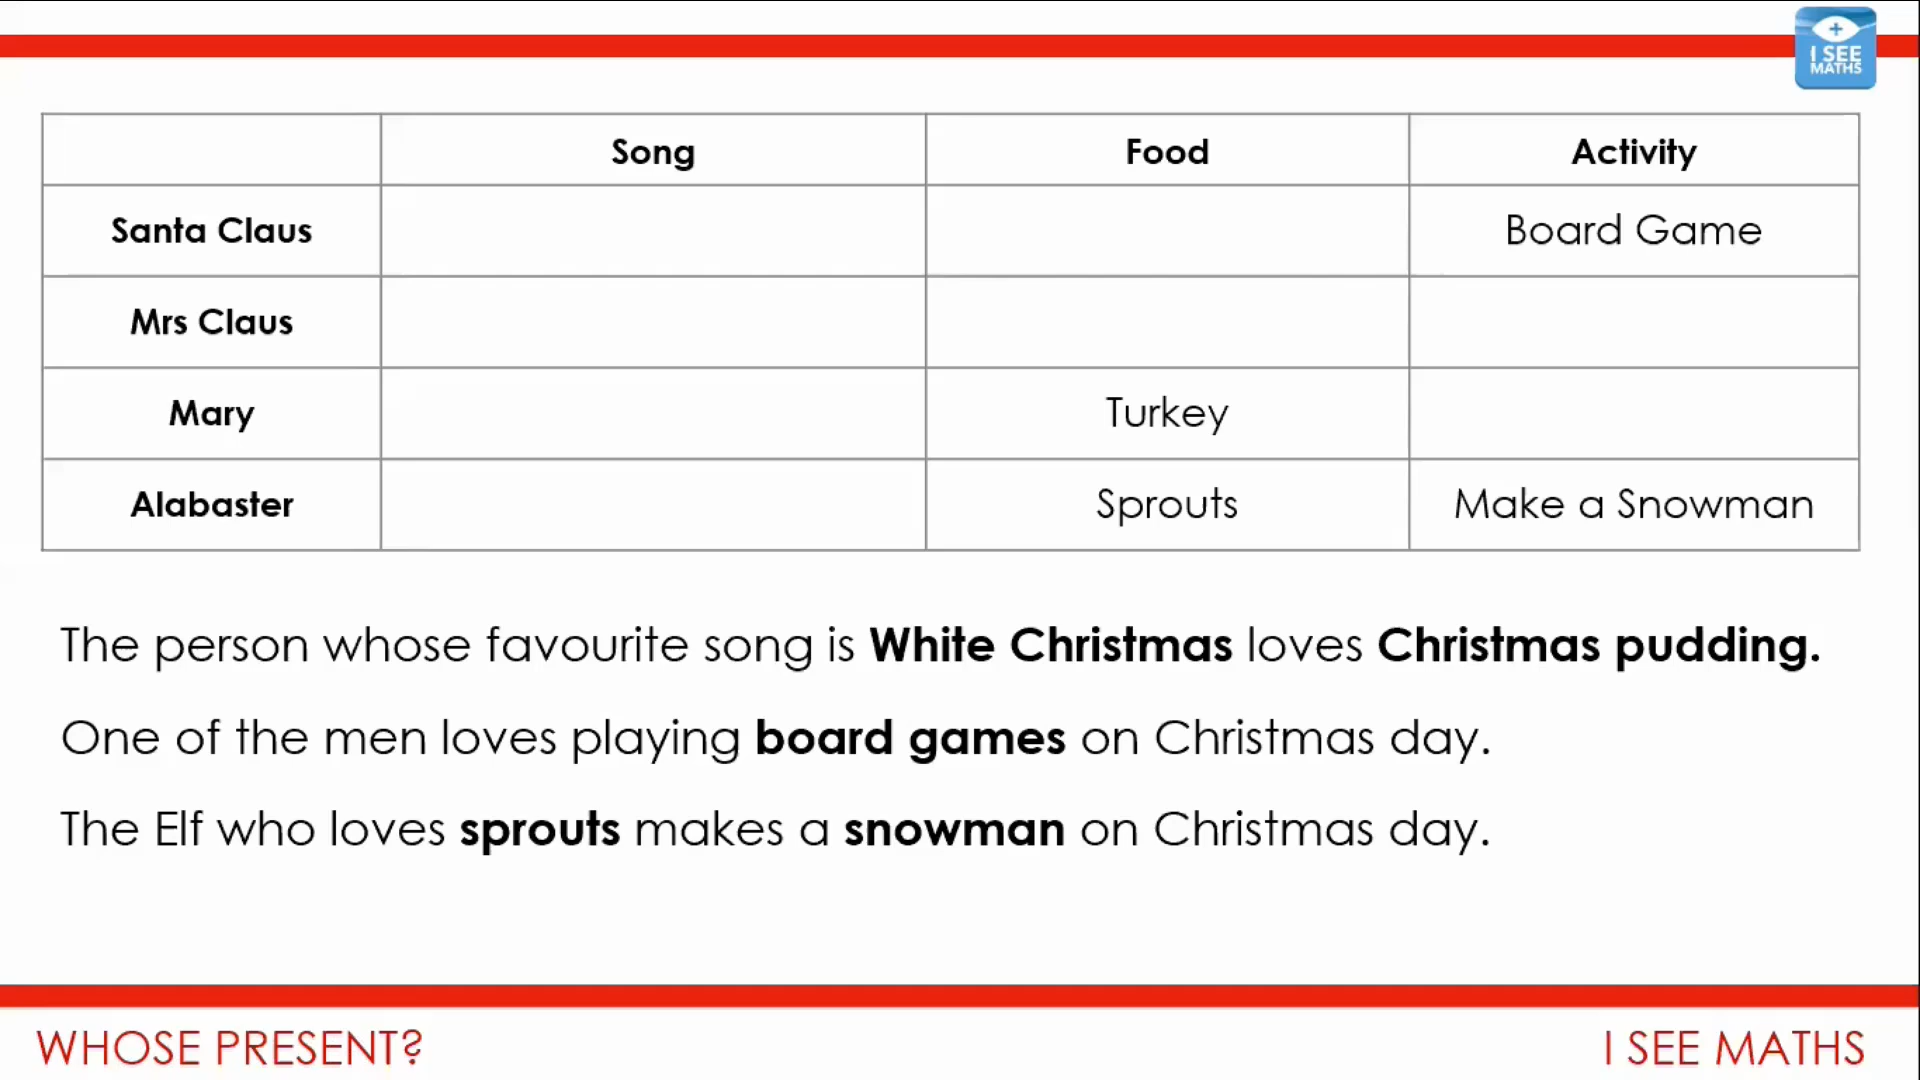 I SEE
MATHS
Song Food Activity
Santa Claus Board Game
Mrs Claus
Mary Turkey
Alabaster Sprouts Make a Snowman
The person whose favourite song is White Christmas loves Christmas pudding.
One of the men loves playing board games on Christmas day.
The Elf who loves sprouts makes a snowman on Christmas day.
WHOSE PRESENT? I SEE MATHS